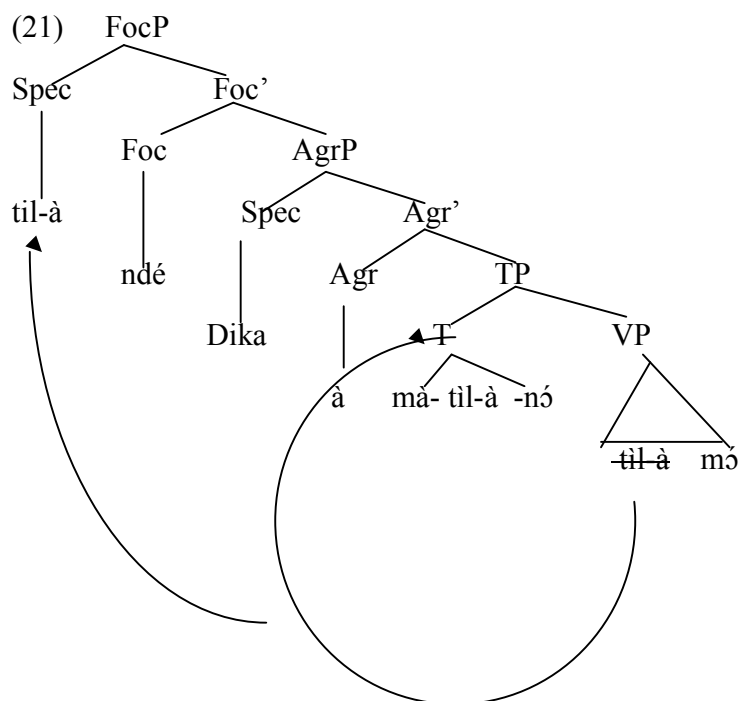 (21) FocP
Spec Foc’
Foc AgrP
til-à Spec Agr’
ndé Agr TP
Dika T VP
à mà- tìl-à -nɔ́
tìl-à mɔ́